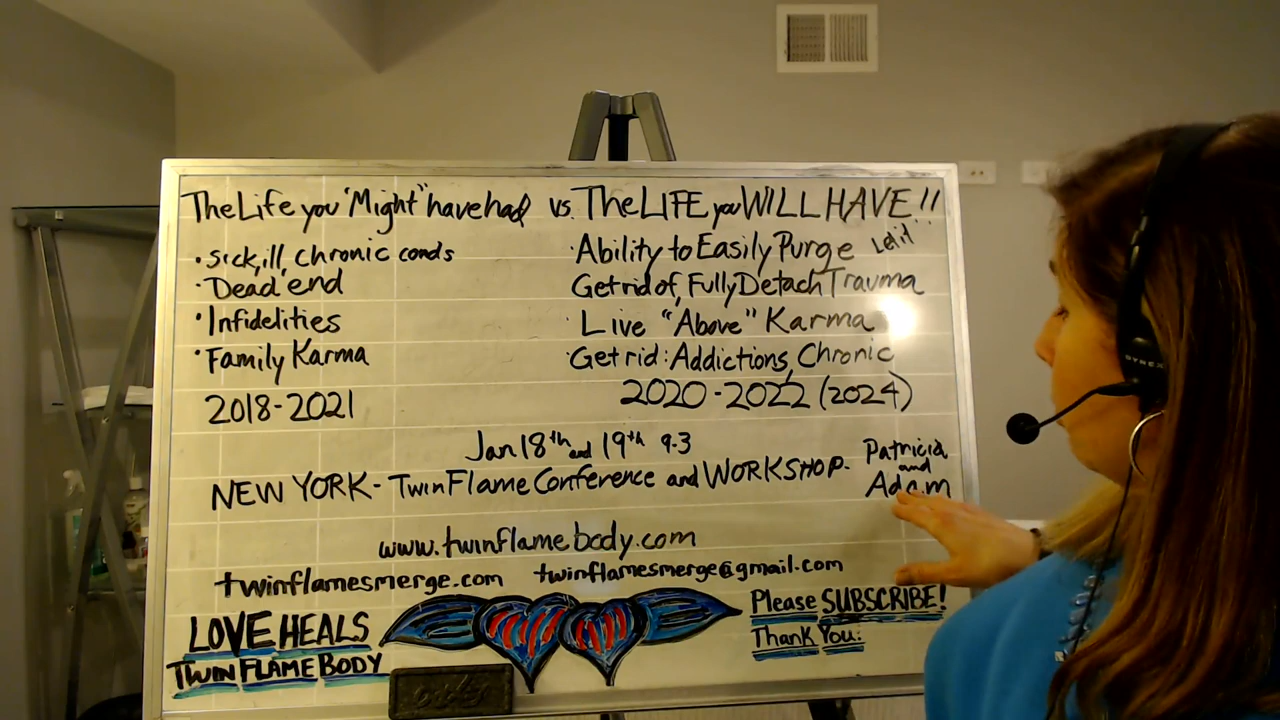 The Life you "Might" have had vs. The LIFE you WILL HAVE!!
• Sick, ill, chronic conds
• Dead end
• Infidelities
• Family Karma
2018-2021
• Ability to Easily Purge
Get rid of, Fully Detach Trauma
Live "Above" Karma
• Get rid: Addictions, Chronic
2020-2022 (2024)
Jan 18th and 19th 9-3
NEW YORK- Twin Flame Conference and WORKSHOP-
Patricia
and
Adam
www.twinflamebody.com
twinflamesmerge.com twinflamesmerge@gmail.com
LOVE HEALS
TWIN FLAME BODY
Please SUBSCRIBE!
Thank You:
DYNEX